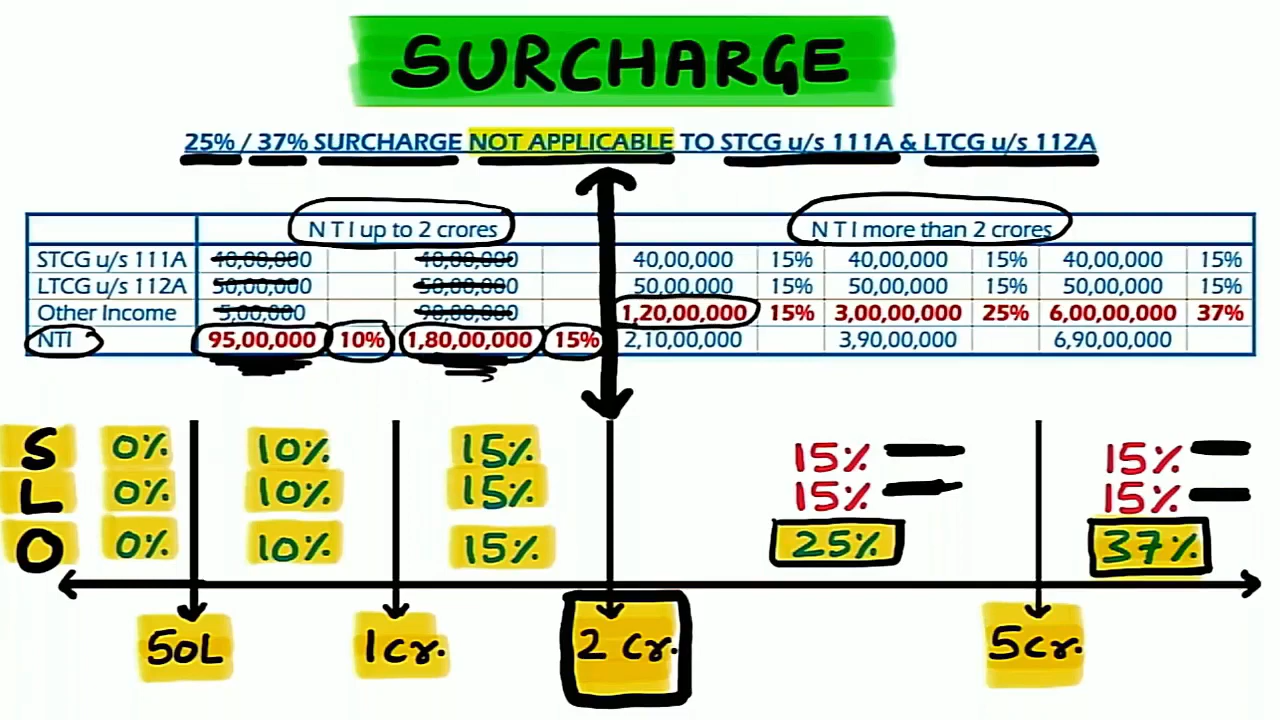 SURCHARGE
25% / 37% SURCHARGE NOT APPLICABLE TO STCG u/s 111A & LTCG u/s 112A
N T I up to 2 crores N T I more than 2 crores
STCG u/s 111A 40,00,000 40,00,000 40,00,000 15% 40,00,000 15% 40,00,000 15%
LTCG u/s 112A 50,00,000 50,00,000 50,00,000 15% 50,00,000 15% 50,00,000 15%
Other Income 5,00,000 90,00,000 1,20,00,000 15% 3,00,00,000 25% 6,00,00,000 37%
NTI 95,00,000 10% 1,80,00,000 15% 2,10,00,000 3,90,00,000 6,90,00,000
S 0% 10% 15% 15% 15%
L 0% 10% 15% 15% 15%
O 0% 10% 15% 25% 37%
50L 1cr. 2 Cr. 5cr.